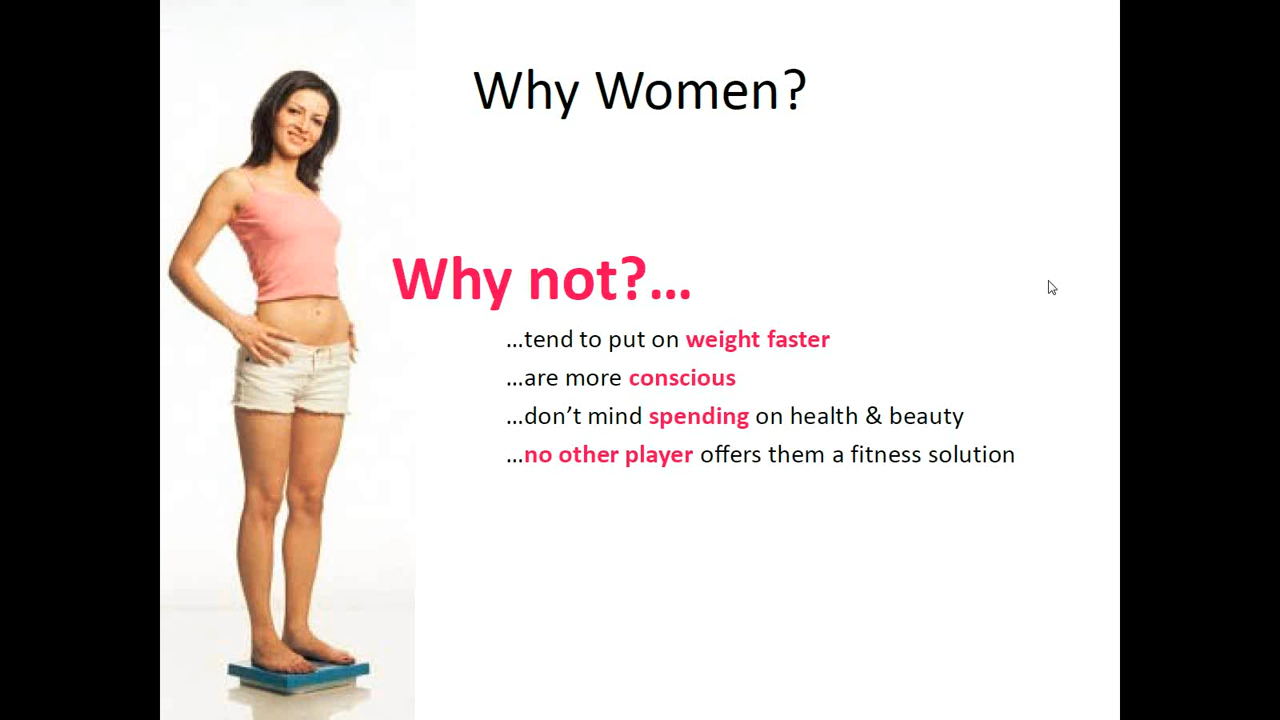 Why Women?
Why not?...
...tend to put on weight faster
...are more conscious
...don’t mind spending on health & beauty
...no other player offers them a fitness solution